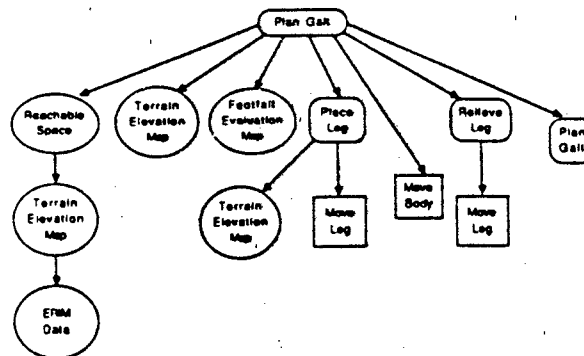 Plan Gait
Reachable
Space
Terrain
Elevation
Map
Footfall
Evaluation
Map
Place
Leg
Relieve
Leg
Plan
Gait
Terrain
Elevation
Map
Terrain
Elevation
Map
Move
Leg
Move
Body
Move
Leg
ERIM
Data